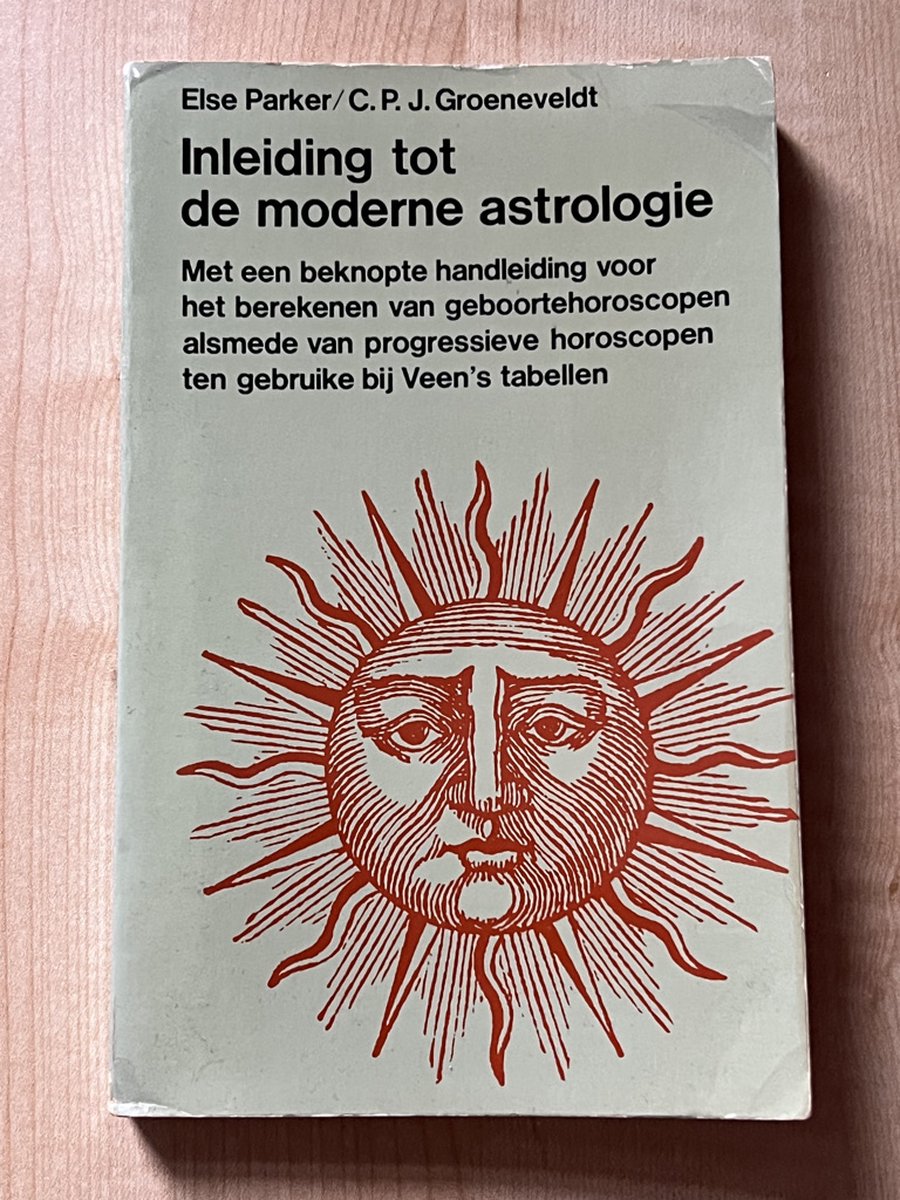 Else Parker/C.P.J. Groeneveldt
Inleiding tot
de moderne astrologie
Met een beknopte handleiding voor
het berekenen van geboortehoroscopen
alsmede van progressieve horoscopen
ten gebruike bij Veen's tabellen